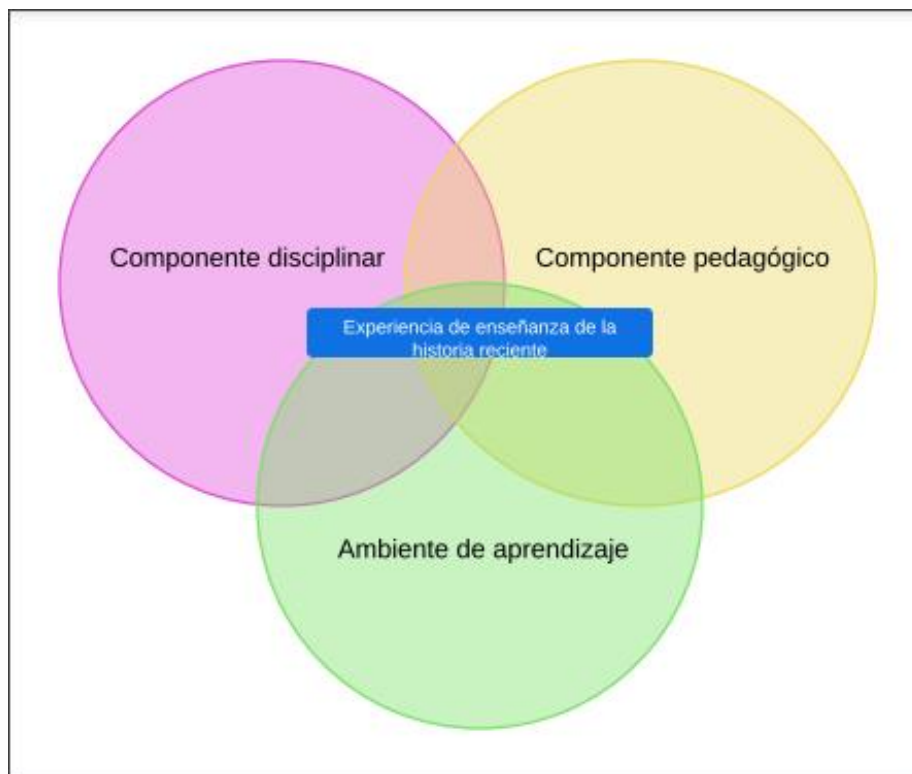 Componente disciplinar
Componente pedagógico
Experiencia de enseñanza de la
historia reciente
Ambiente de aprendizaje